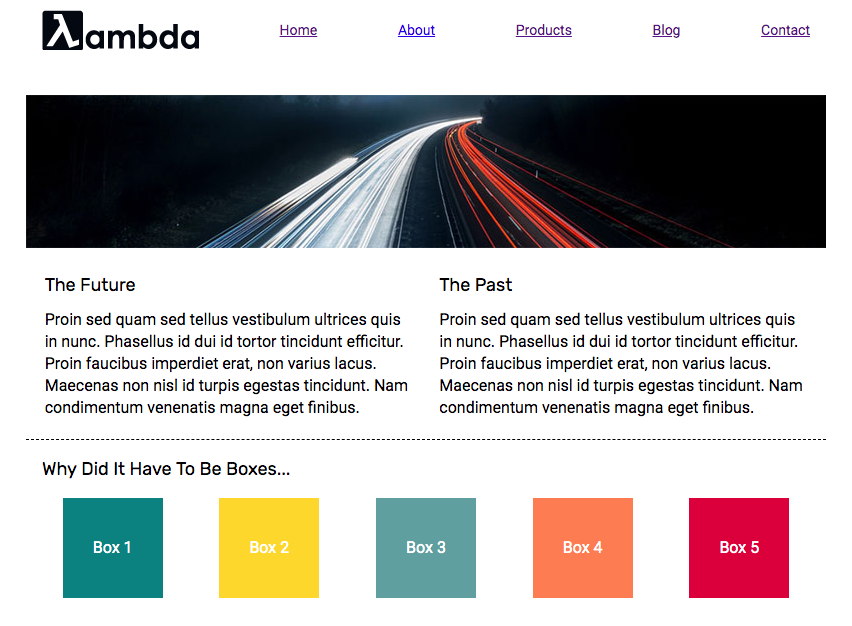 λambda
Home
About
Products
Blog
Contact
The Future
Proin sed quam sed tellus vestibulum ultrices quis
in nunc. Phasellus id dui id tortor tincidunt efficitur.
Proin faucibus imperdiet erat, non varius lacus.
Maecenas non nisl id turpis egestas tincidunt. Nam
condimentum venenatis magna eget finibus.
The Past
Proin sed quam sed tellus vestibulum ultrices quis
in nunc. Phasellus id dui id tortor tincidunt efficitur.
Proin faucibus imperdiet erat, non varius lacus.
Maecenas non nisl id turpis egestas tincidunt. Nam
condimentum venenatis magna eget finibus.
Why Did It Have To Be Boxes...
Box 1
Box 2
Box 3
Box 4
Box 5